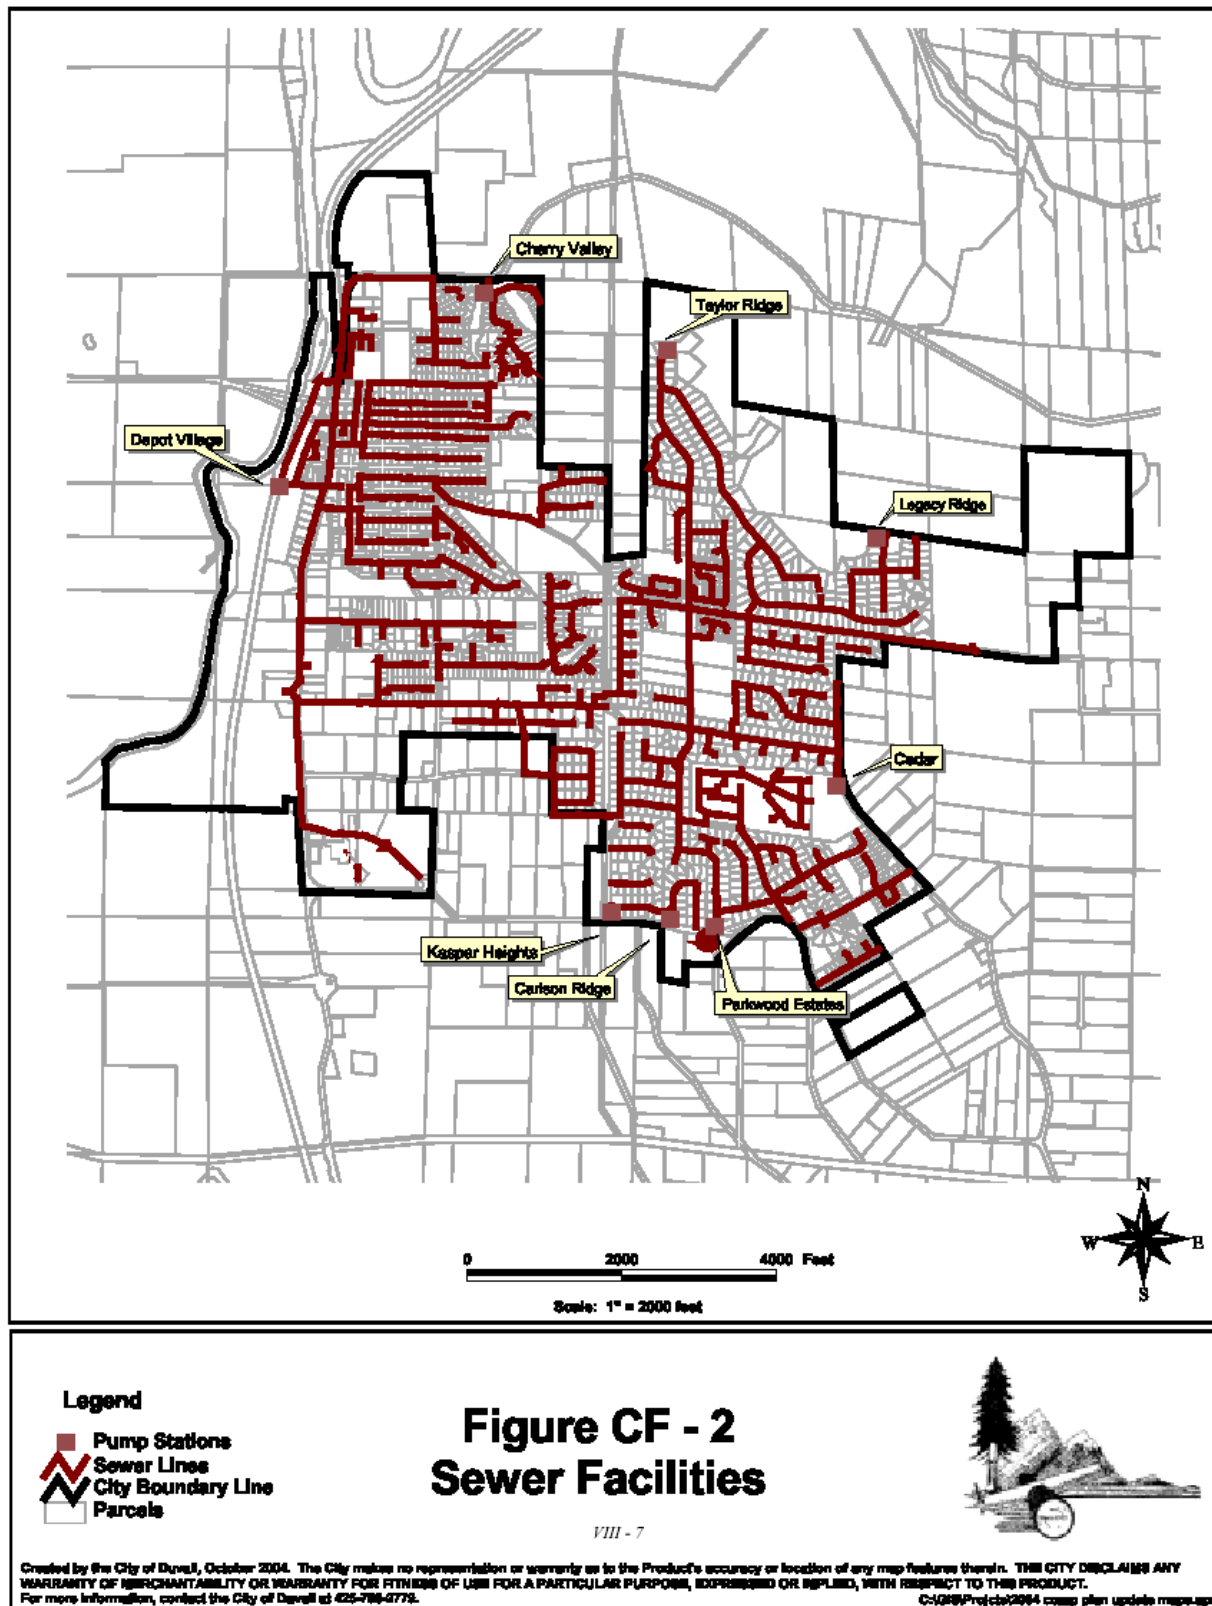 Cherry Valley
Taylor Ridge
Depot Village
Legacy Ridge
Cedar
Kasper Heights
Carlson Ridge
Parkwood Estates
N
W E
S
0 2000 4000 Feet
Scale: 1" = 2000 feet
Legend
Pump Stations
Sewer Lines
City Boundary Line
Parcels
Figure CF - 2
Sewer Facilities
VIII - 7
Created by the City of Duvall, October 2004. The City makes no representation or warranty as to the Product's accuracy or location of any map features therein. THE CITY DISCLAIMS ANY
WARRANTY OF MERCHANTABILITY OR WARRANTY FOR FITNESS OF USE FOR A PARTICULAR PURPOSE, EXPRESSED OR IMPLIED, WITH RESPECT TO THIS PRODUCT.
For more information, contact the City of Duvall at
comp plan update maps.apr